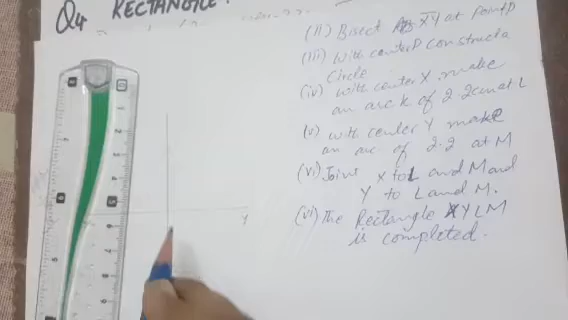 Q4 RECTANGLE.
(ii) Bisect XY at point P
(iii) with center P construct a
Circle
(iv) with center X, make
an arc k of 2.2cm at L
(v) with center Y make
an arc of 2.2 at M
(vi) Joint X to L and M and
Y to L and M.
(vi) The Rectangle XYLM
is completed.
Y